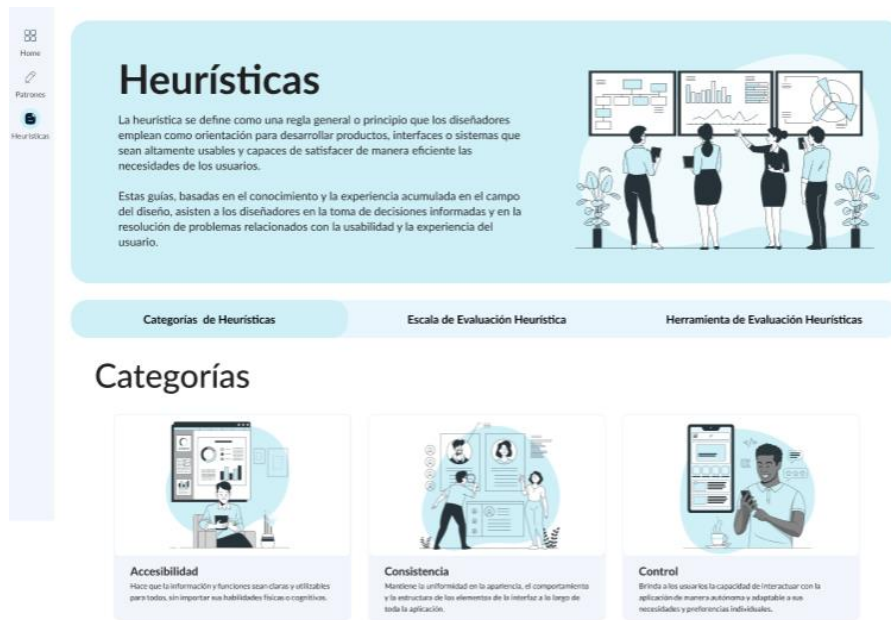 Home
Patrones
Heurísticas
Heurísticas
La heurística se define como una regla general o principio que los diseñadores
emplean como orientación para desarrollar productos, interfaces o sistemas que
sean altamente usables y capaces de satisfacer de manera eficiente las
necesidades de los usuarios.
Estas guías, basadas en el conocimiento y la experiencia acumulada en el campo
del diseño, asisten a los diseñadores en la toma de decisiones informadas y en la
resolución de problemas relacionados con la usabilidad y la experiencia del
usuario.
Categorías de Heurísticas
Escala de Evaluación Heurística
Herramienta de Evaluación Heurísticas
Categorías
Accesibilidad
Hace que la información y funciones sean claras y utilizables
para todos, sin importar sus habilidades físicas o cognitivas.
Consistencia
Mantiene la uniformidad en la apariencia, el comportamiento
y la estructura de los elementos de la interfaz a lo largo de
toda la aplicación.
Control
Brinda a los usuarios la capacidad de interactuar con la
aplicación de manera autónoma y adaptable a sus
necesidades y preferencias individuales.